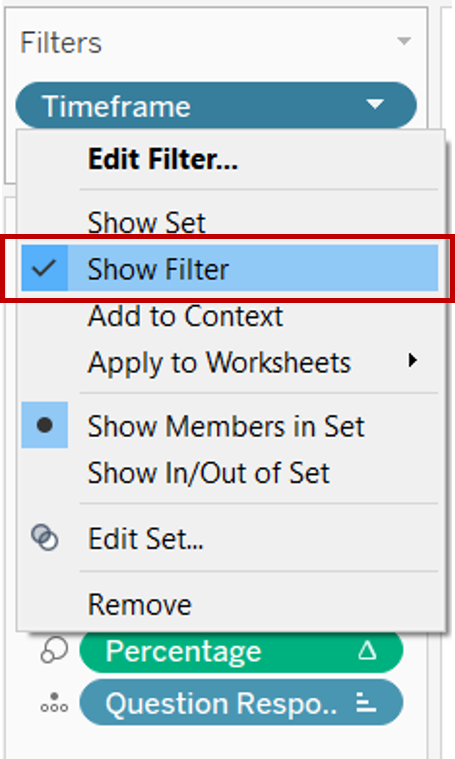 Filters
Timeframe
Edit Filter...
Show Set
Show Filter
Add to Context
Apply to Worksheets
Show Members in Set
Show In/Out of Set
Edit Set...
Remove
Percentage
Question Respo..